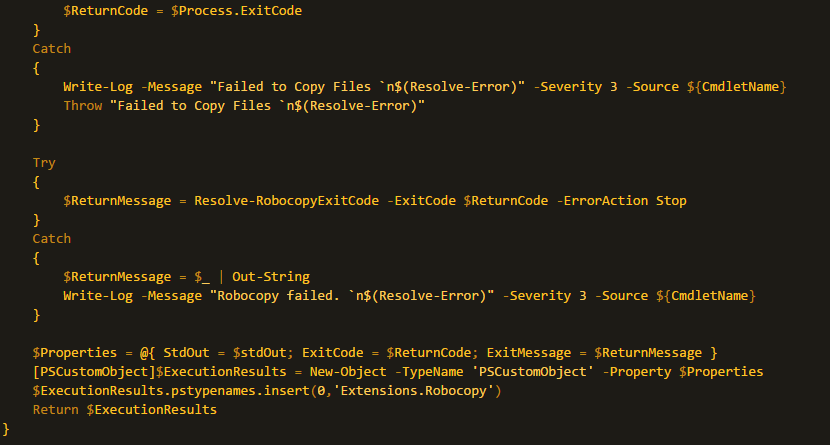 $ReturnCode = $Process.ExitCode
}
Catch
{
Write-Log -Message "Failed to Copy Files `n$(Resolve-Error)" -Severity 3 -Source ${CmdletName}
Throw "Failed to Copy Files `n$(Resolve-Error)"
}
Try
{
$ReturnMessage = Resolve-RobocopyExitCode -ExitCode $ReturnCode -ErrorAction Stop
}
Catch
{
$ReturnMessage = $_ | Out-String
Write-Log -Message "Robocopy failed. `n$(Resolve-Error)" -Severity 3 -Source ${CmdletName}
}
$Properties = @{ StdOut = $stdOut; ExitCode = $ReturnCode; ExitMessage = $ReturnMessage }
[PSCustomObject]$ExecutionResults = New-Object -TypeName 'PSCustomObject' -Property $Properties
$ExecutionResults.pstypenames.insert(0,'Extensions.Robocopy')
Return $ExecutionResults
}